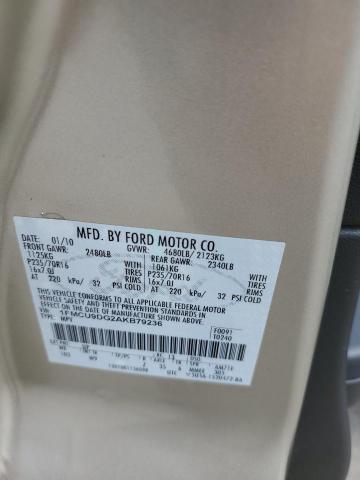 MFD. BY FORD MOTOR CO.
DATE: 01/10 GVWR: 4680LB/ 2123KG
FRONT GAWR: 2480LB REAR GAWR: 2340LB
1125KG WITH 1061KG WITH
P235/70R16 TIRES P235/70R16 TIRES
16x7.0J RIMS 16x7.0J RIMS
AT 220 kPa/ 32 PSI COLD AT 220 kPa/ 32 PSI COLD
THIS VEHICLE CONFORMS TO ALL APPLICABLE FEDERAL MOTOR
VEHICLE SAFETY AND THEFT PREVENTION STANDARDS IN EFFECT
ON THE DATE OF MANUFACTURE SHOWN ABOVE.
VIN: 1FMCU9DG2AKB79236 F0091
TYPE: MPV T0240